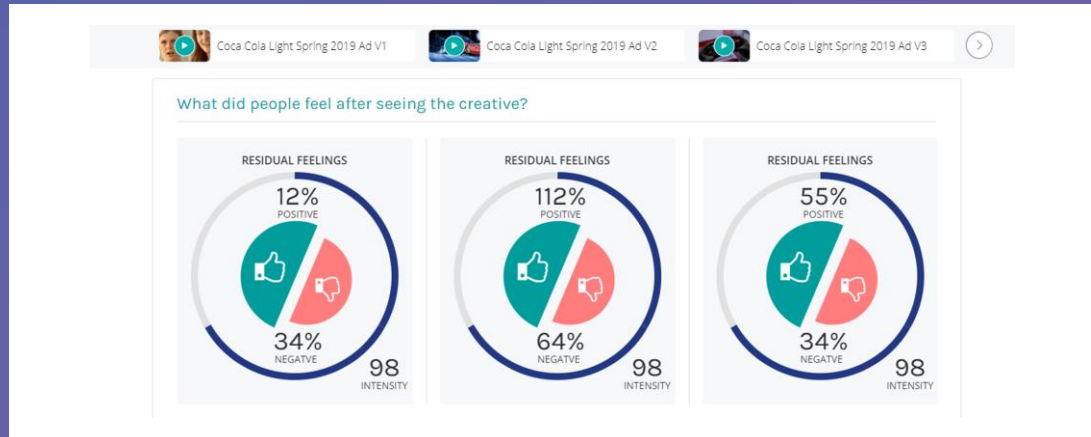 Coca Cola Light Spring 2019 Ad V1
Coca Cola Light Spring 2019 Ad V2
Coca Cola Light Spring 2019 Ad V3
What did people feel after seeing the creative?
RESIDUAL FEELINGS
12%
POSITIVE
34%
NEGATVE
98
INTENSITY
RESIDUAL FEELINGS
112%
POSITIVE
64%
NEGATVE
98
INTENSITY
RESIDUAL FEELINGS
55%
POSITIVE
34%
NEGATVE
98
INTENSITY